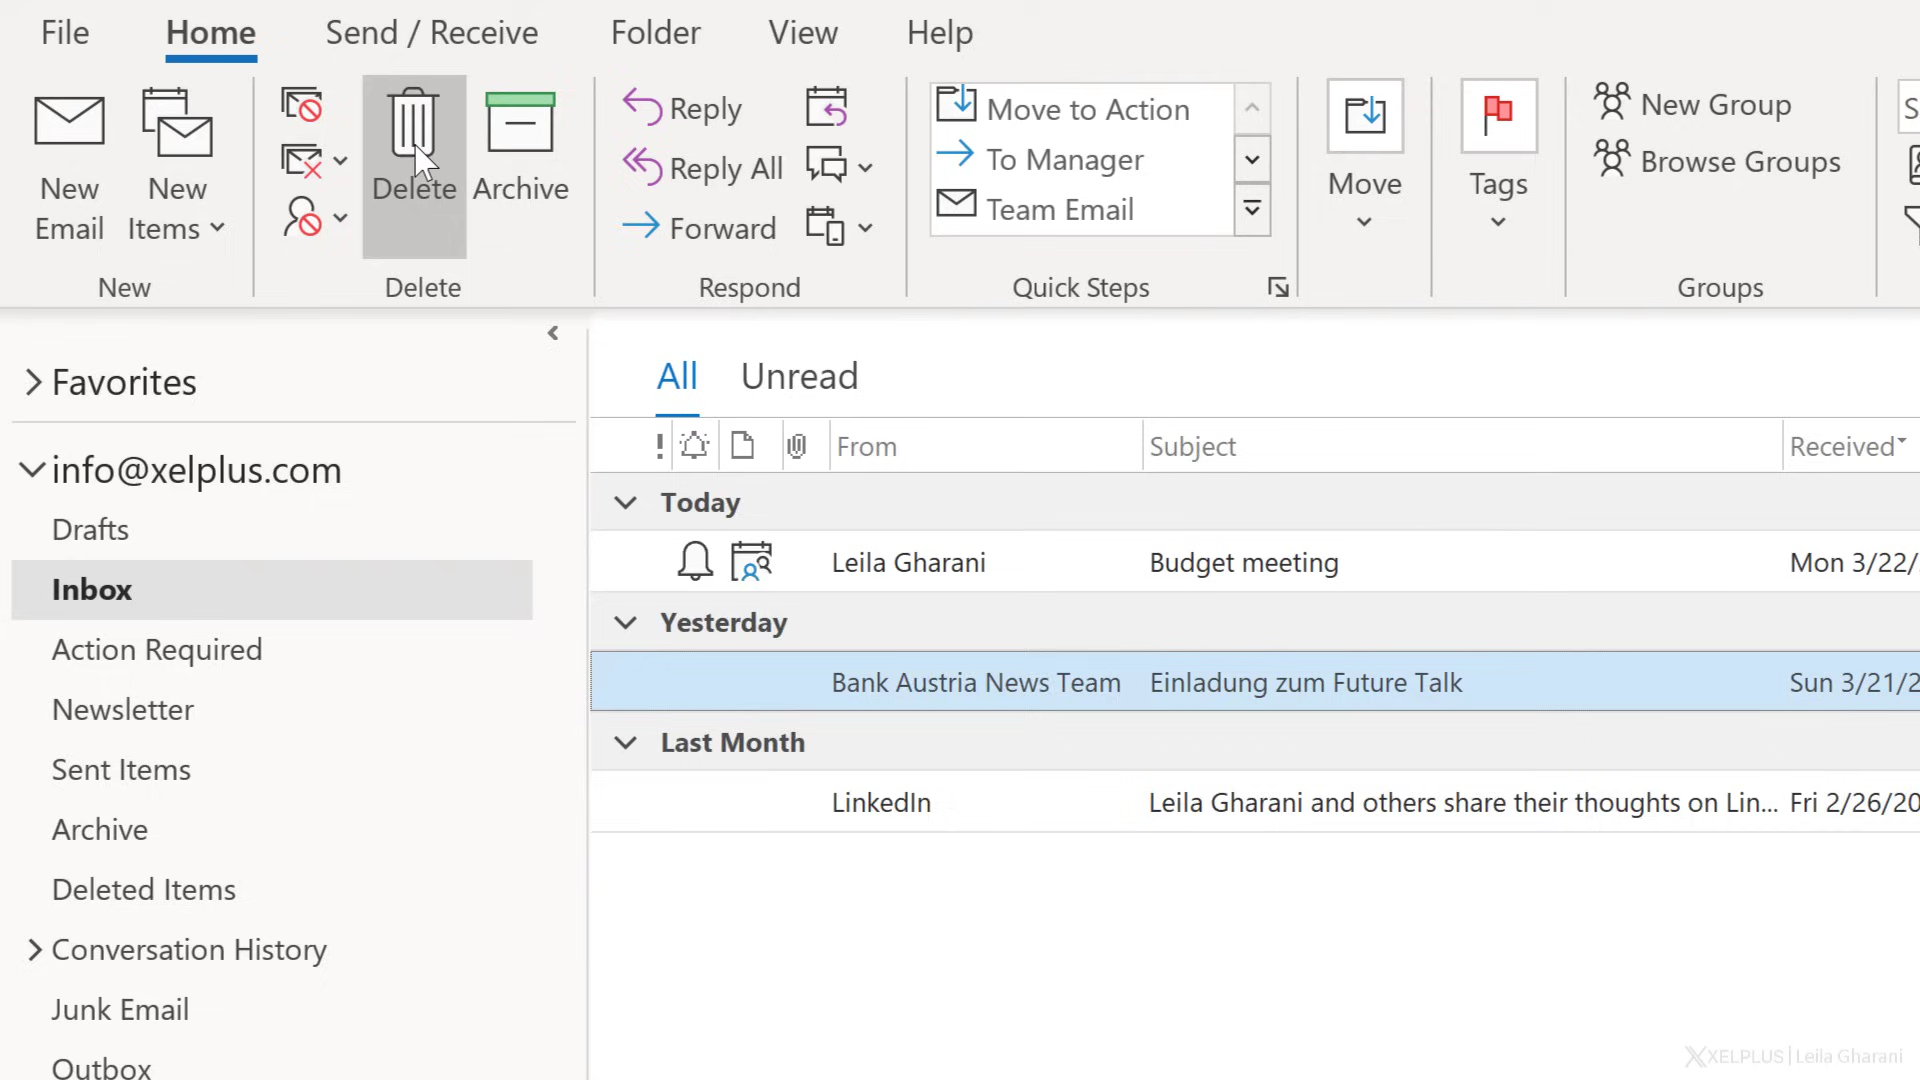 File Home Send / Receive Folder View Help
New Email
New Items
Delete
Archive
Reply
Reply All
Forward
Move to Action
To Manager
Team Email
Move
Tags
New Group
Browse Groups
S
New Delete Respond Quick Steps Groups
Favorites
info@xelplus.com
Drafts
Inbox
Action Required
Newsletter
Sent Items
Archive
Deleted Items
Conversation History
Junk Email
Outbox
All Unread
! From Subject Received
Today
Leila Gharani Budget meeting Mon 3/22/
Yesterday
Bank Austria News Team Einladung zum Future Talk Sun 3/21/2
Last Month
LinkedIn Leila Gharani and others share their thoughts on Lin... Fri 2/26/20
XELPLUS | Leila Gharani